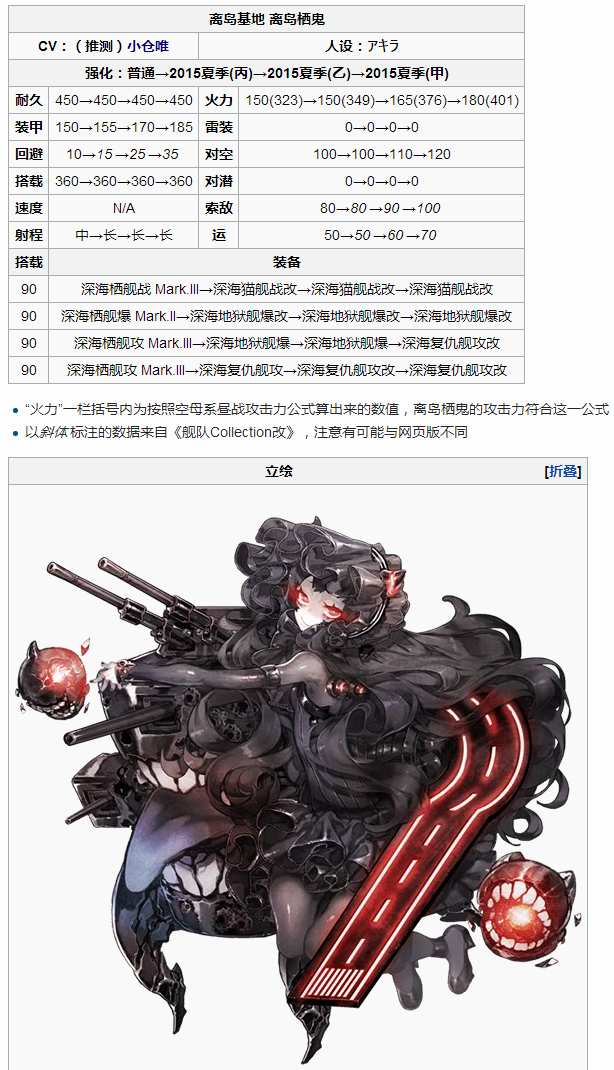 离岛基地 离岛栖鬼
CV：（推测）小仓唯 人设：アキラ
强化：普通→2015夏季(丙)→2015夏季(乙)→2015夏季(甲)
耐久 450→450→450→450 火力 150(323)→150(349)→165(376)→180(401)
装甲 150→155→170→185 雷装 0→0→0→0
回避 10→15→25→35 对空 100→100→110→120
搭载 360→360→360→360 对潜 0→0→0→0
速度 N/A 索敌 80→80→90→100
射程 中→长→长→长 运 50→50→60→70
搭载 装备
90 深海栖舰战 Mark.III→深海猫舰战改→深海猫舰战改→深海猫舰战改
90 深海栖舰爆 Mark.II→深海地狱舰爆改→深海地狱舰爆改→深海地狱舰爆改
90 深海栖舰攻 Mark.III→深海地狱舰爆→深海地狱舰爆→深海复仇舰攻改
90 深海栖舰攻 Mark.III→深海复仇舰攻→深海复仇舰攻改→深海复仇舰攻改
“火力”一栏括号内为按照空母系昼战攻击力公式算出来的数值，离岛栖鬼的攻击力符合这一公式
以斜体标注的数据来自《舰队Collection改》，注意有可能与网页版不同
立绘 [折叠]